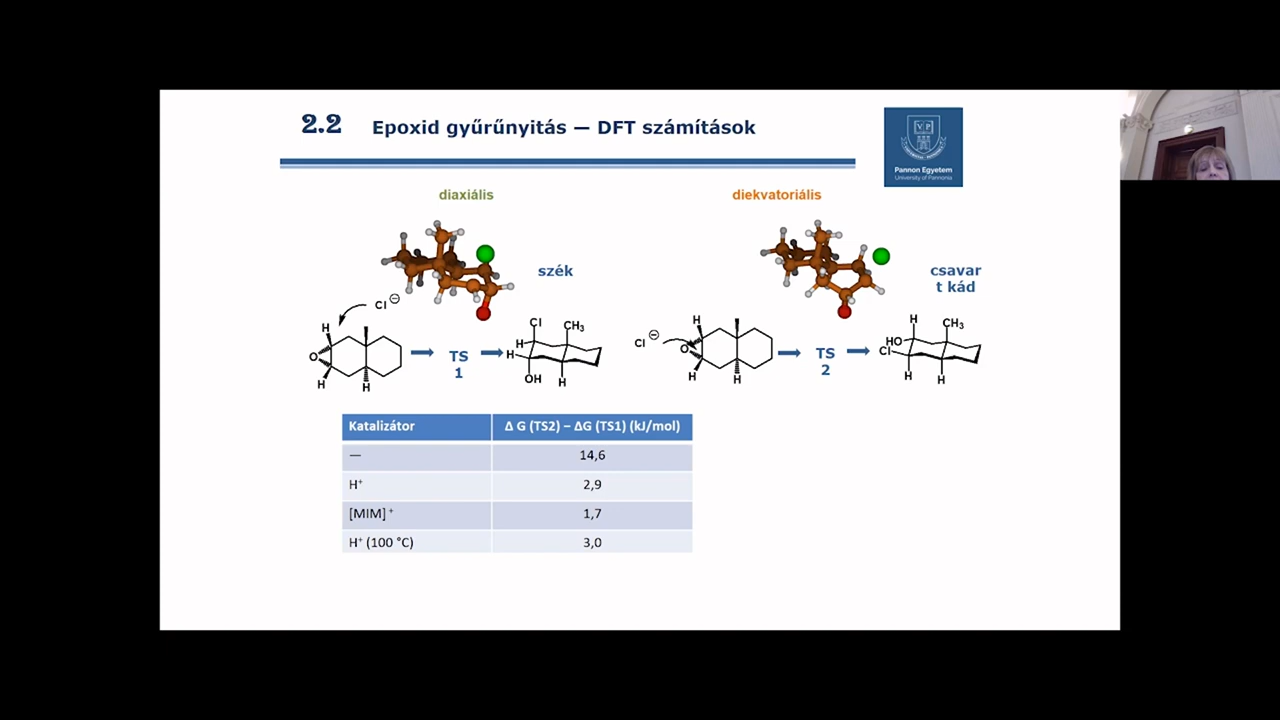 2.2 Epoxid gyűrűnyitás — DFT számítások
V P
Pannon Egyetem
University of Pannonia
diaxiális
diekvatoriális
szék
csavar
t kád
Cl ⊖
H
O
H
H
TS
1
Cl
CH3
H
H
OH
H
Cl ⊖
H
O
H
H
TS
2
H
CH3
HO
Cl
H
H
Katalizátor Δ G (TS2) – ΔG (TS1) (kJ/mol)
— 14,6
H+ 2,9
[MIM] + 1,7
H+ (100 °C) 3,0